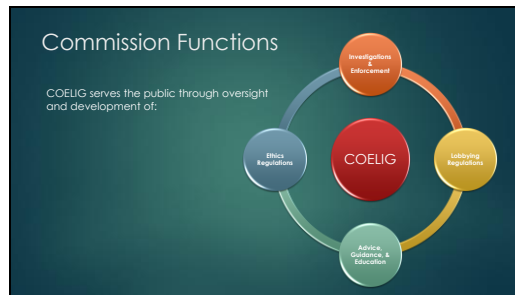 Commission Functions
COELIG serves the public through oversight
and development of:
Investigations
&
Enforcement
Ethics
Regulations
COELIG
Lobbying
Regulations
Advice,
Guidance, &
Education